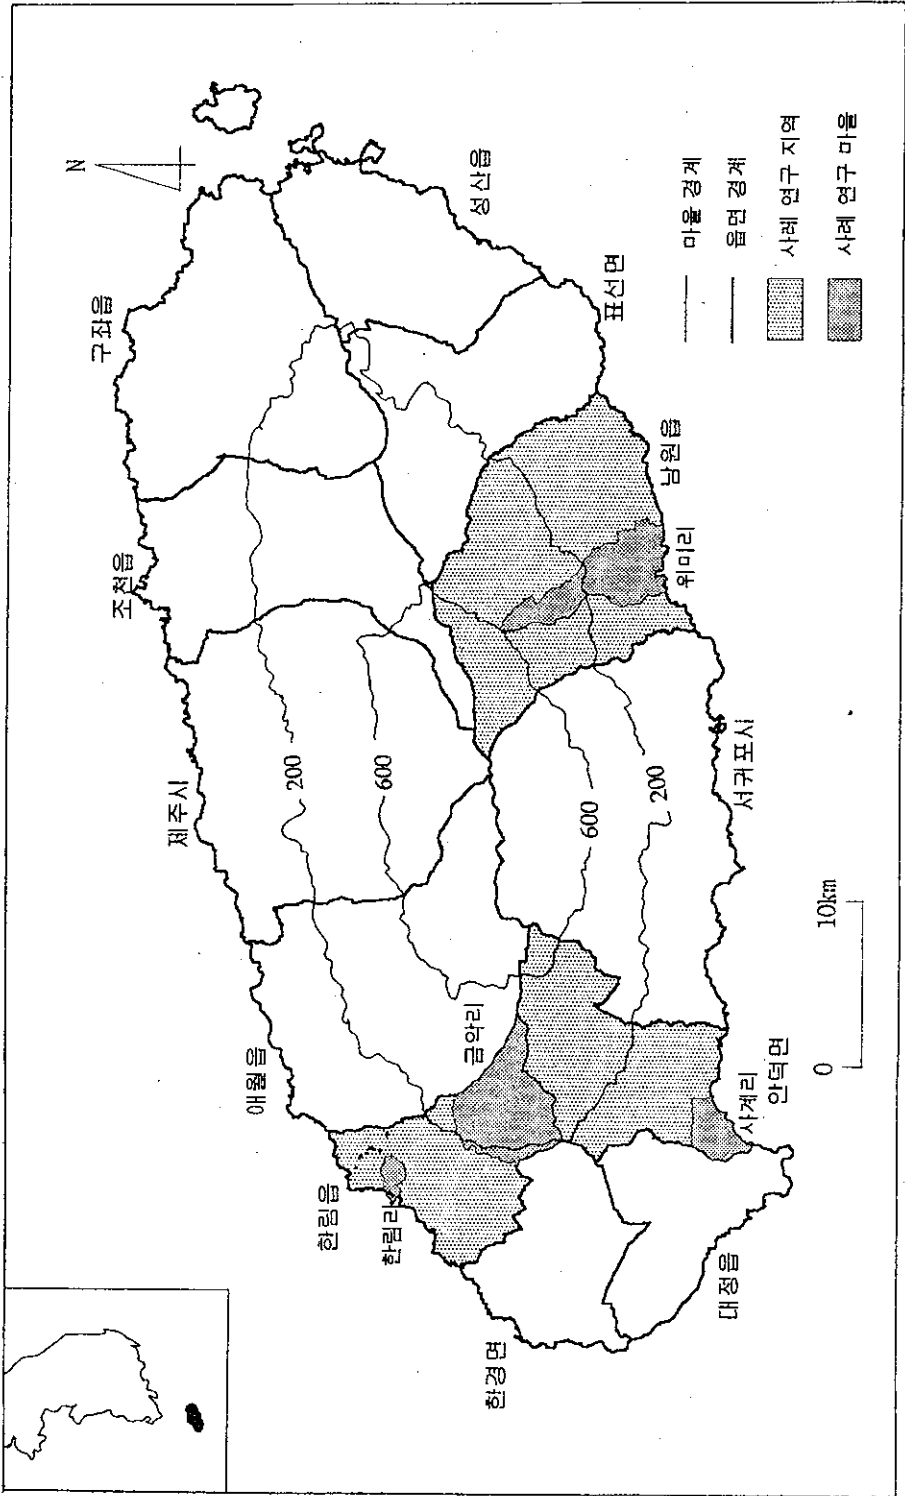 N
구좌읍
조천읍
제주시
애월읍
한림읍
한림리
금악리
한경면
대정읍
사계리
안덕면
서귀포시
위미리
남원읍
표선면
성산읍
200
600
600
200
0
10km
마을 경계
읍면 경계
사례 연구 지역
사례 연구 마을